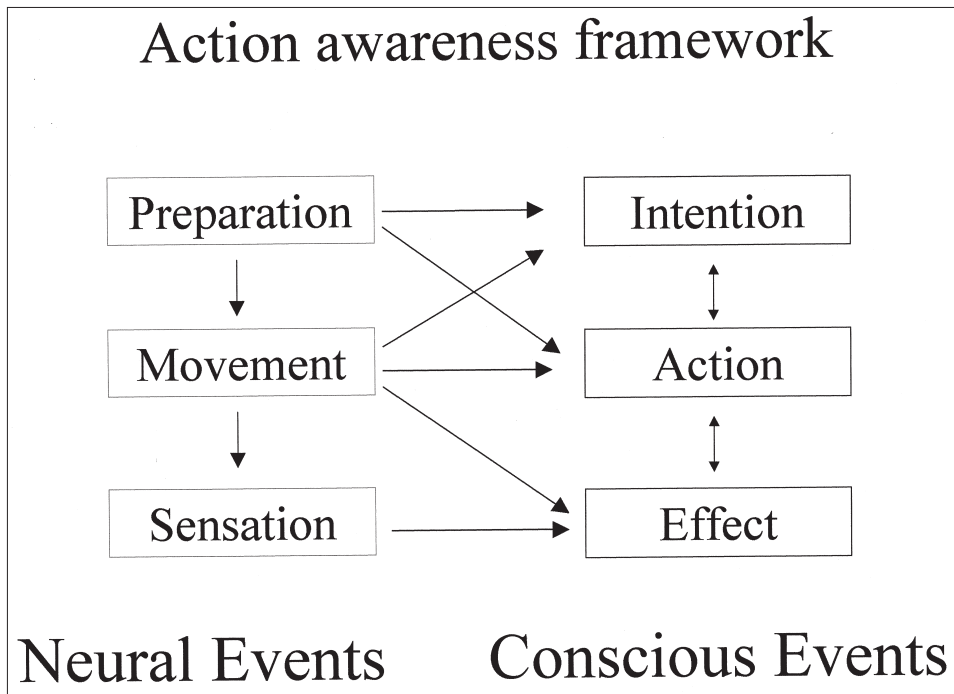 Action awareness framework
Preparation
Intention
Movement
Action
Sensation
Effect
Neural Events
Conscious Events